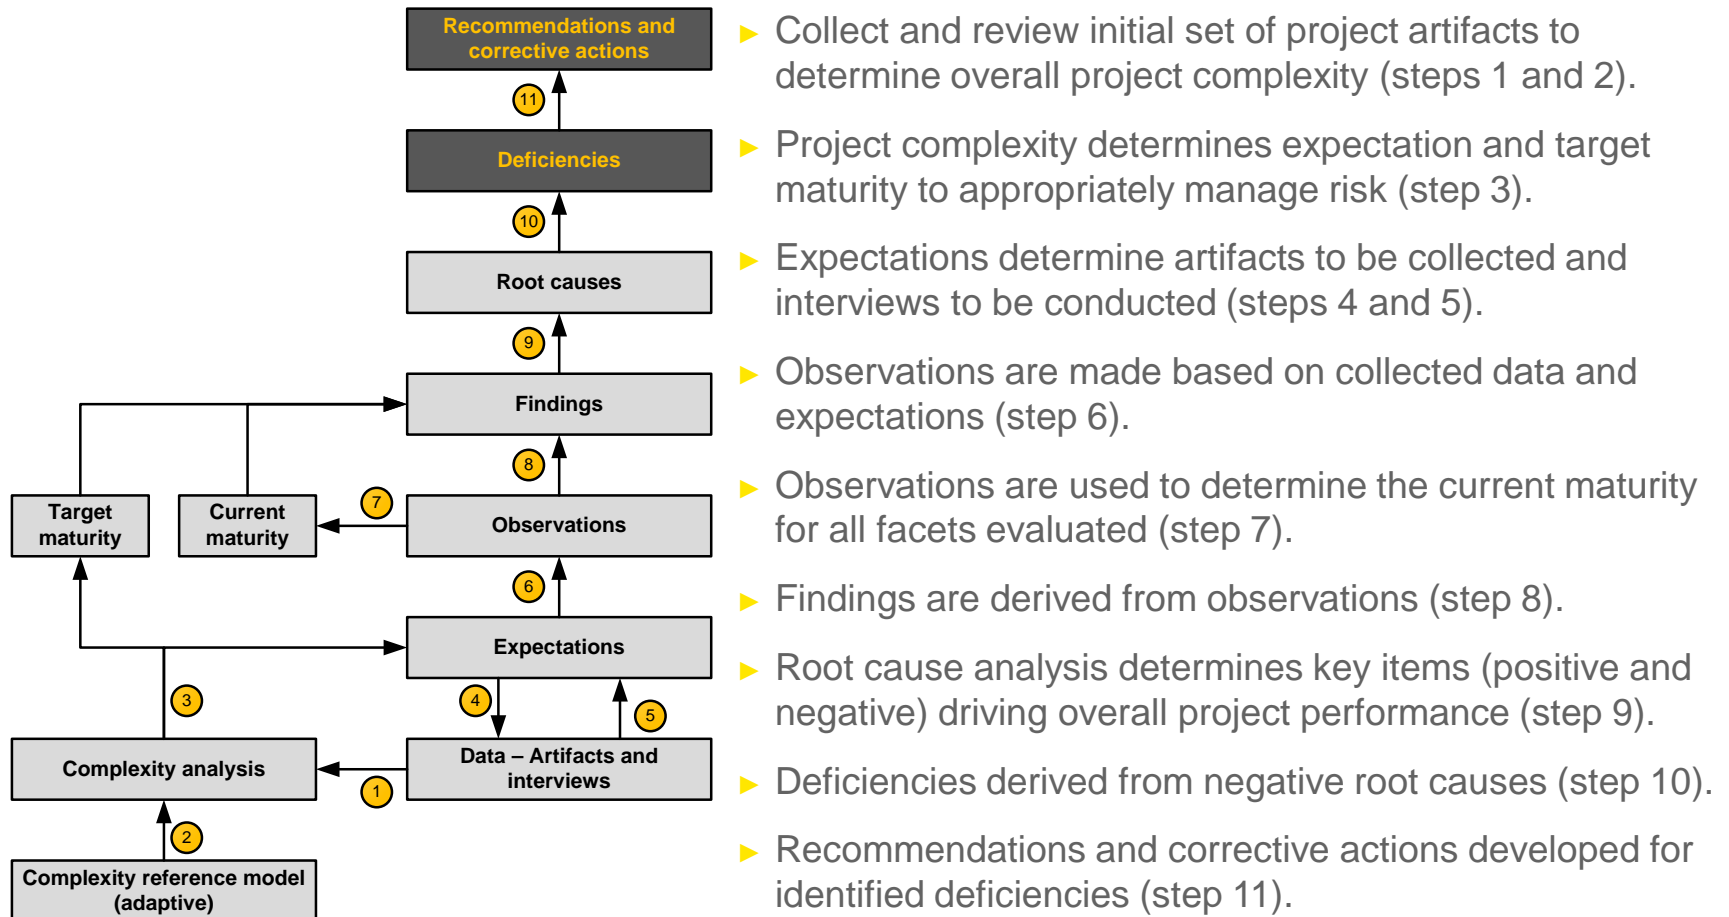 Recommendations and
corrective actions
11
Deficiencies
10
Root causes
9
Findings
8
Target
maturity
Current
maturity
7
Observations
6
Expectations
3
4
5
Complexity analysis
1
Data – Artifacts and
interviews
2
Complexity reference model
(adaptive)
► Collect and review initial set of project artifacts to
determine overall project complexity (steps 1 and 2).
► Project complexity determines expectation and target
maturity to appropriately manage risk (step 3).
► Expectations determine artifacts to be collected and
interviews to be conducted (steps 4 and 5).
► Observations are made based on collected data and
expectations (step 6).
► Observations are used to determine the current maturity
for all facets evaluated (step 7).
► Findings are derived from observations (step 8).
► Root cause analysis determines key items (positive and
negative) driving overall project performance (step 9).
► Deficiencies derived from negative root causes (step 10).
► Recommendations and corrective actions developed for
identified deficiencies (step 11).